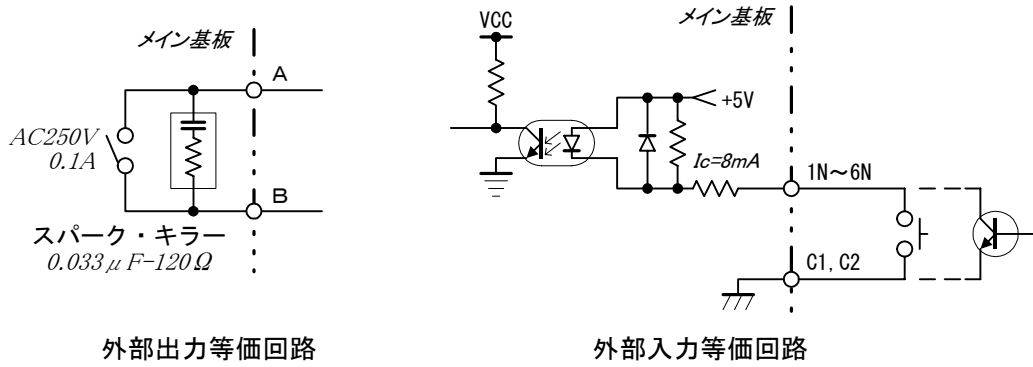 メイン基板
A
AC250V
0.1A
B
スパーク・キラー
0.033μF-120Ω
外部出力等価回路
メイン基板
VCC
+5V
Ic=8mA
1N～6N
C1,C2
外部入力等価回路